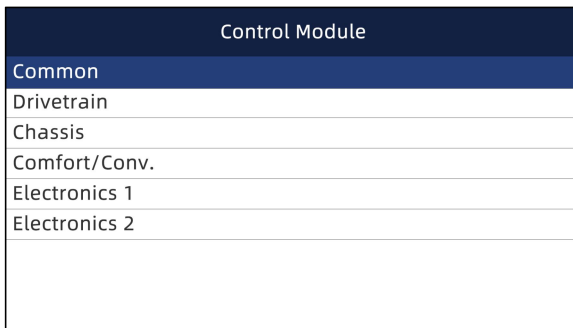 Control Module
Common
Drivetrain
Chassis
Comfort/Conv.
Electronics 1
Electronics 2